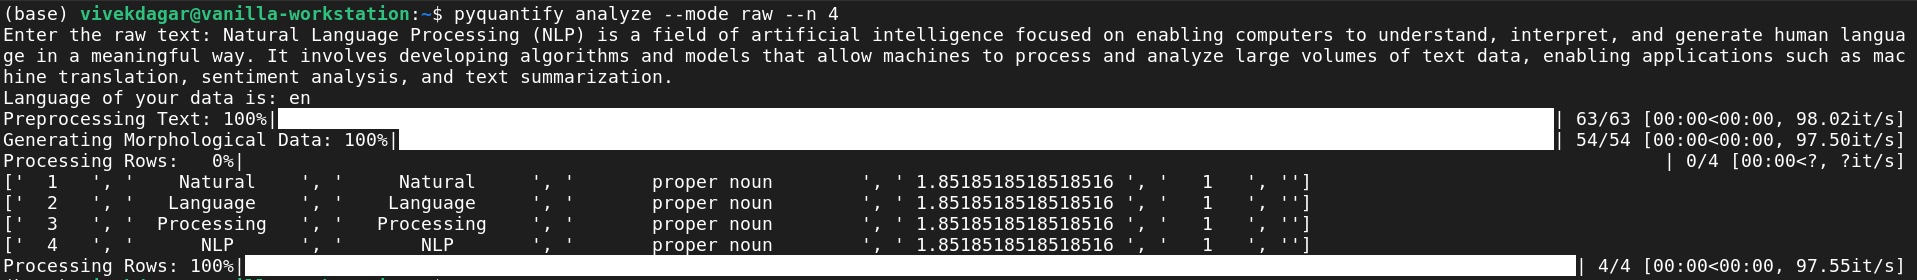 (base) vivekdagar@vanilla-workstation:~$ pyquantify analyze --mode raw --n 4
Enter the raw text: Natural Language Processing (NLP) is a field of artificial intelligence focused on enabling computers to understand, interpret, and generate human langua
ge in a meaningful way. It involves developing algorithms and models that allow machines to process and analyze large volumes of text data, enabling applications such as mac
hine translation, sentiment analysis, and text summarization.
Language of your data is: en
Preprocessing Text: 100%| | 63/63 [00:00<00:00, 98.02it/s]
Generating Morphological Data: 100%| | 54/54 [00:00<00:00, 97.50it/s]
Processing Rows:   0%| | 0/4 [00:00<?, ?it/s]
['  1   ', '    Natural    ', '     Natural     ', '       proper noun        ', ' 1.8518518518518516 ', '   1   ', '']
['  2   ', '   Language    ', '    Language     ', '       proper noun        ', ' 1.8518518518518516 ', '   1   ', '']
['  3   ', '  Processing   ', '   Processing    ', '       proper noun        ', ' 1.8518518518518516 ', '   1   ', '']
['  4   ', '      NLP      ', '       NLP       ', '       proper noun        ', ' 1.8518518518518516 ', '   1   ', '']
Processing Rows: 100%| | 4/4 [00:00<00:00, 97.55it/s]